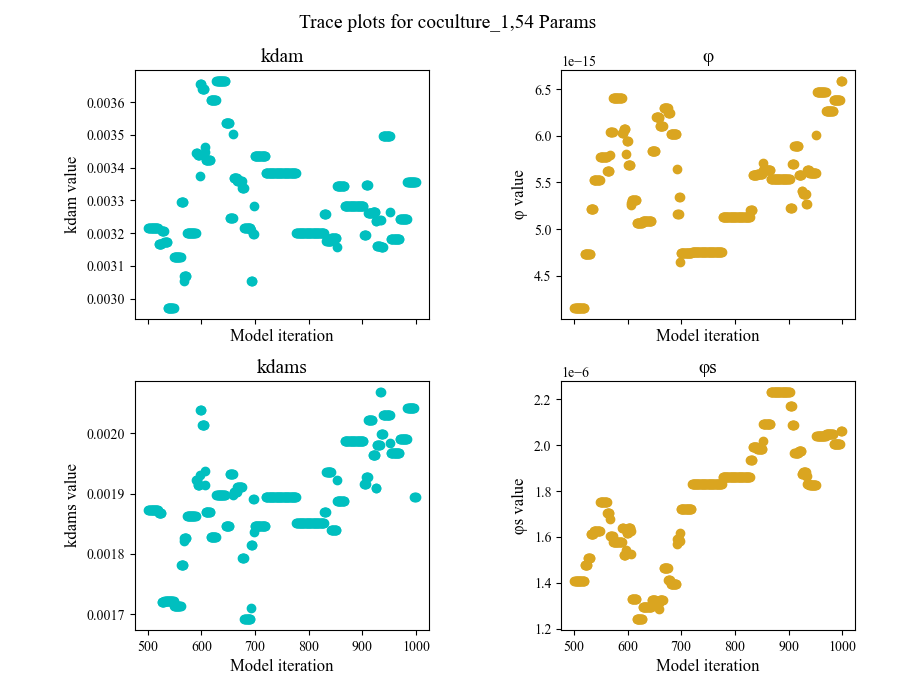 Trace plots for coculture_1,54 Params
kdam
kdam value
0.0036
0.0035
0.0034
0.0033
0.0032
0.0031
0.0030
Model iteration
φ
1e−15
φ value
6.5
6.0
5.5
5.0
4.5
Model iteration
kdams
kdams value
0.0020
0.0019
0.0018
0.0017
500 600 700 800 900 1000
Model iteration
φs
1e−6
φs value
2.2
2.0
1.8
1.6
1.4
1.2
500 600 700 800 900 1000
Model iteration